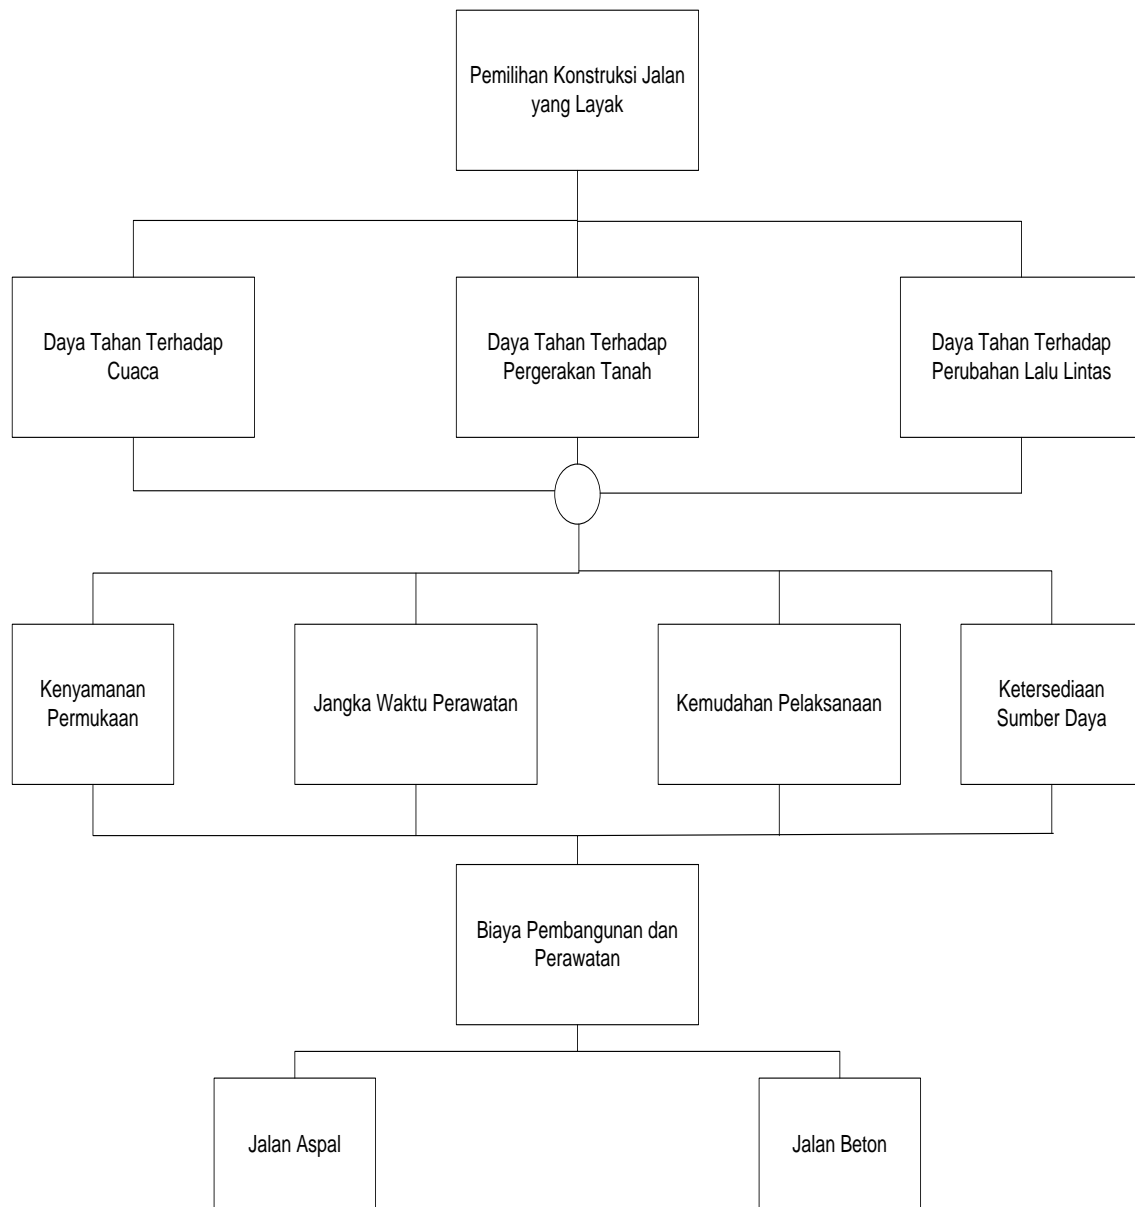 Pemilihan Konstruksi Jalan
yang Layak
Daya Tahan Terhadap
Cuaca
Daya Tahan Terhadap
Pergerakan Tanah
Daya Tahan Terhadap
Perubahan Lalu Lintas
Kenyamanan
Permukaan
Jangka Waktu Perawatan
Kemudahan Pelaksanaan
Ketersediaan
Sumber Daya
Biaya Pembangunan dan
Perawatan
Jalan Aspal
Jalan Beton